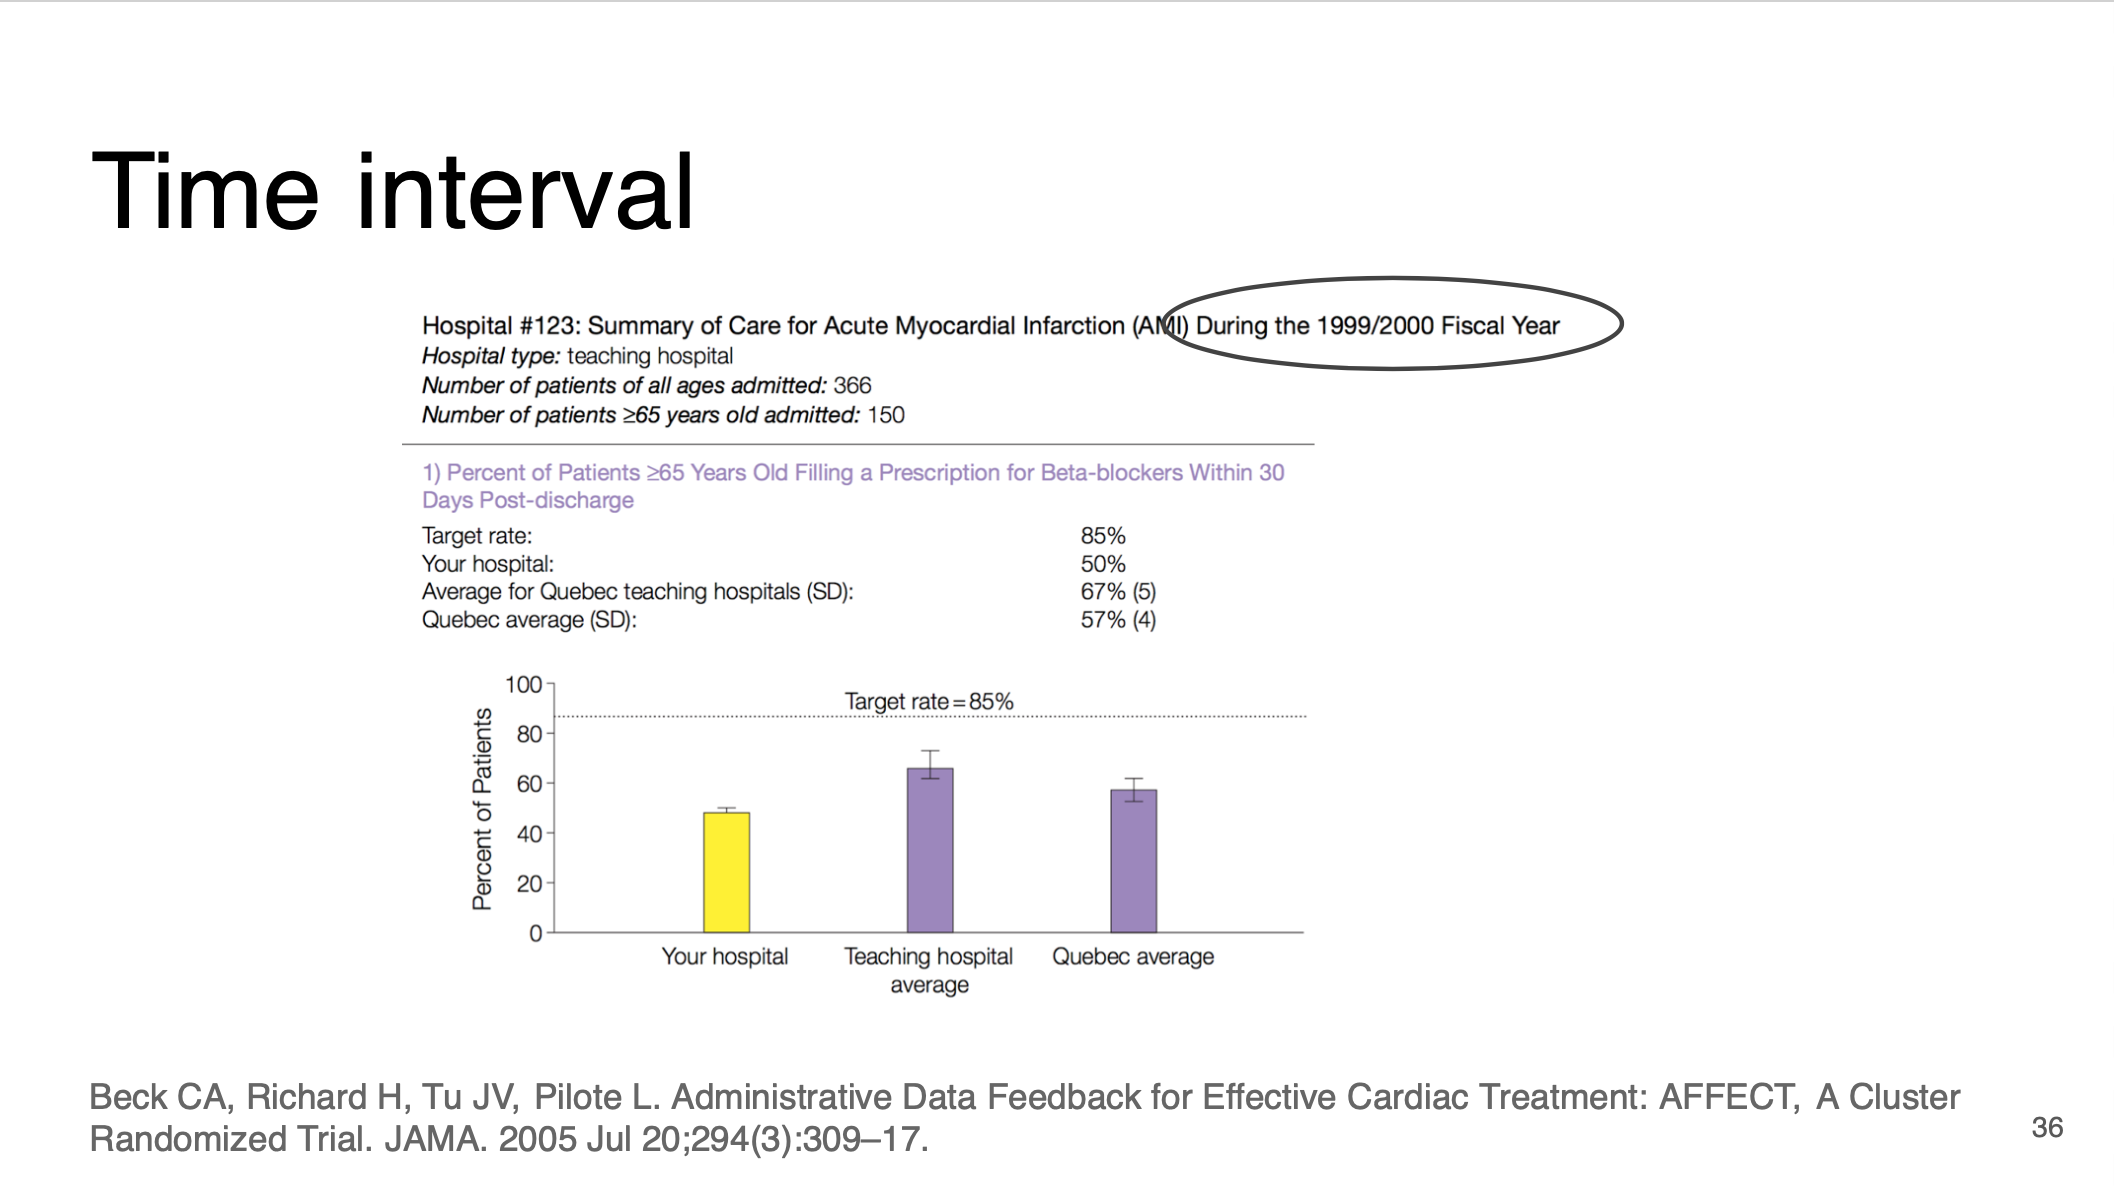 Time interval
Hospital #123: Summary of Care for Acute Myocardial Infarction (AMI) During the 1999/2000 Fiscal Year
Hospital type: teaching hospital
Number of patients of all ages admitted: 366
Number of patients ≥65 years old admitted: 150
1) Percent of Patients ≥65 Years Old Filling a Prescription for Beta-blockers Within 30
Days Post-discharge
Target rate: 85%
Your hospital: 50%
Average for Quebec teaching hospitals (SD): 67% (5)
Quebec average (SD): 57% (4)
Percent of Patients
100
80
60
40
20
0
Target rate=85%
Your hospital
Teaching hospital
average
Quebec average
Beck CA, Richard H, Tu JV, Pilote L. Administrative Data Feedback for Effective Cardiac Treatment: AFFECT, A Cluster
Randomized Trial. JAMA. 2005 Jul 20;294(3):309–17.
36